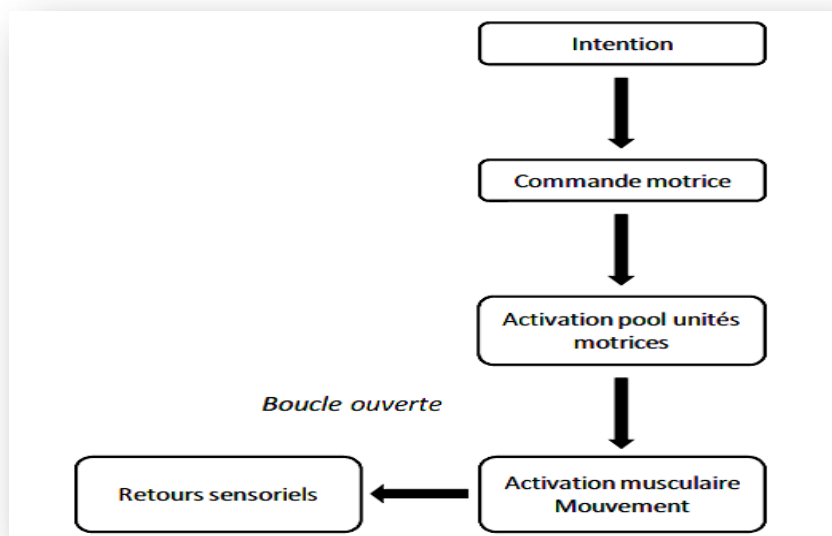 Intention
Commande motrice
Activation pool unités
motrices
Boucle ouverte
Retours sensoriels
Activation musculaire
Mouvement